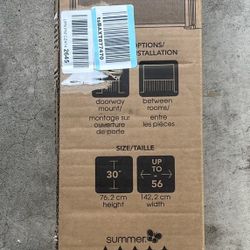 OPTIONS/
INSTALLATION
doorway
mount/
montage sur
ouverture
de porte
between
rooms/
entre
les pièces
SIZE/TAILLE
30"
76,2 cm
height
UP
TO
56
142,2 cm
width
summer